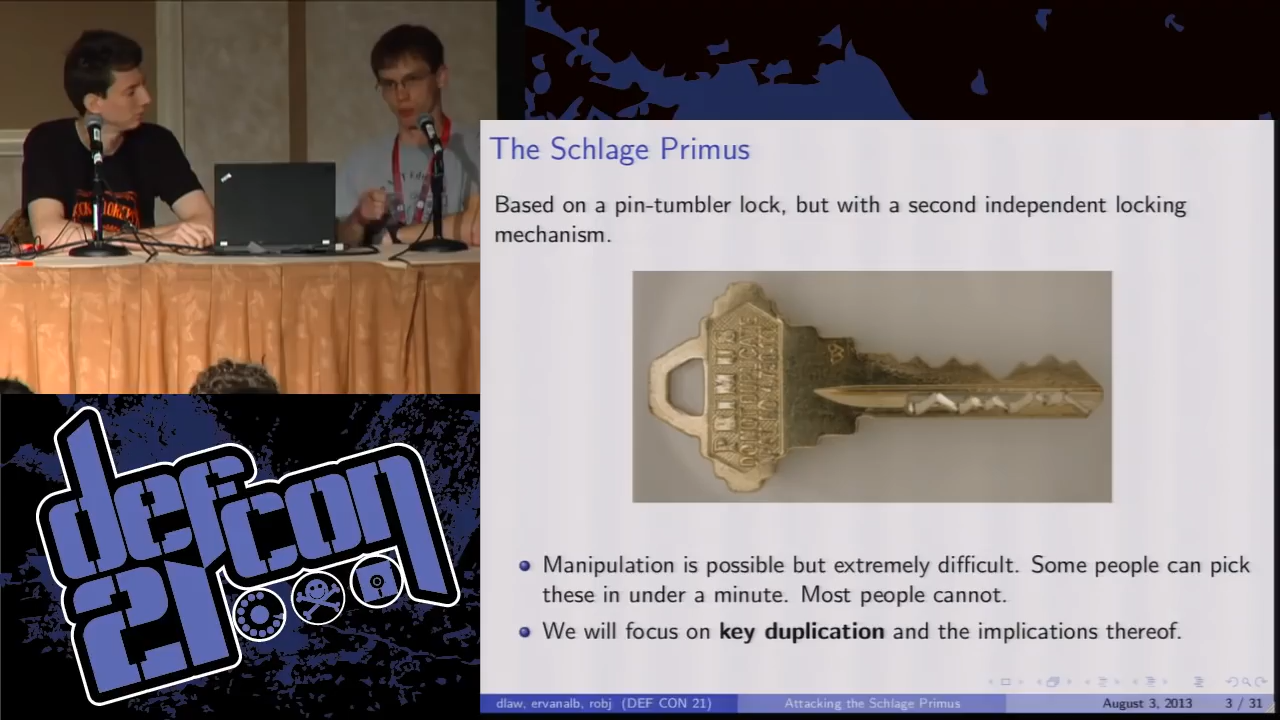 The Schlage Primus
Based on a pin-tumbler lock, but with a second independent locking
mechanism.
PRIMUS
Manipulation is possible but extremely difficult. Some people can pick
these in under a minute. Most people cannot.
We will focus on key duplication and the implications thereof.
dlaw, ervanalb, robj (DEF CON 21)
Attacking the Schlage Primus
August 3, 2013
3 / 31
defcon
21